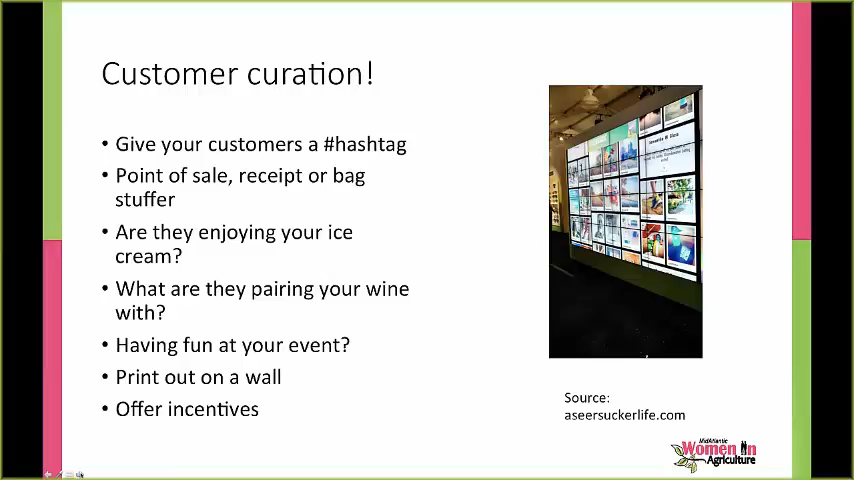 Customer curation!
• Give your customers a #hashtag
• Point of sale, receipt or bag
stuffer
• Are they enjoying your ice
cream?
• What are they pairing your wine
with?
• Having fun at your event?
• Print out on a wall
• Offer incentives
Source:
aseersuckerlife.com
MidAtlantic
Women In
Agriculture